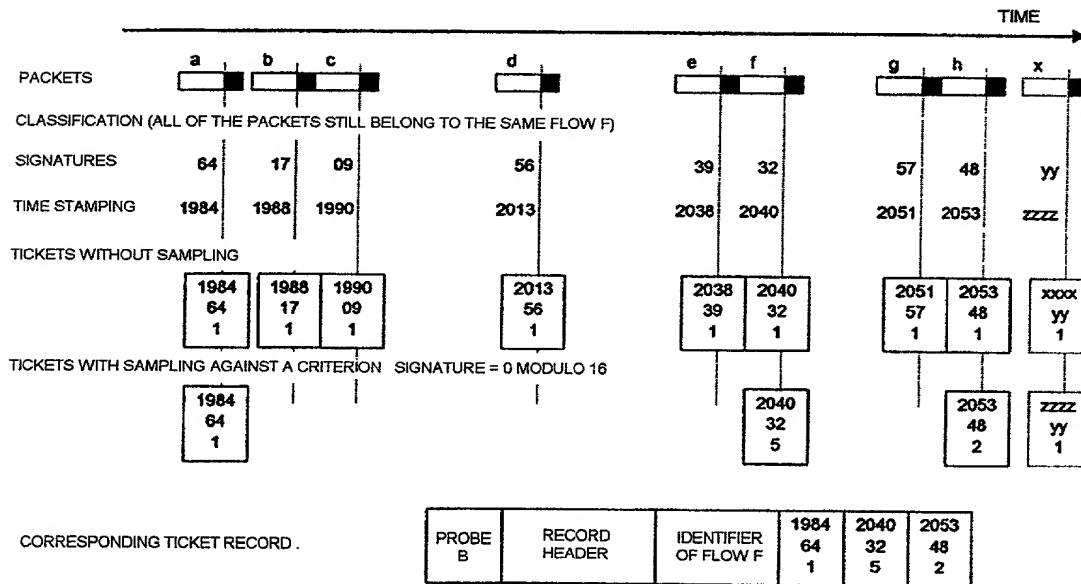 TIME
a b c d e f g h x
PACKETS
CLASSIFICATION (ALL OF THE PACKETS STILL BELONG TO THE SAME FLOW F)
SIGNATURES 64 17 09 56 39 32 57 48 yy
TIME STAMPING 1984 1988 1990 2013 2038 2040 2051 2053 zzzz
TICKETS WITHOUT SAMPLING
1984 1988 1990 2013 2038 2040 2051 2053 xxxx
64 17 09 56 39 32 57 48 yy
1 1 1 1 1 1 1 1 1
TICKETS WITH SAMPLING AGAINST A CRITERION SIGNATURE = 0 MODULO 16
1984 2040 2053 zzzz
64 32 48 yy
1 5 2 1
CORRESPONDING TICKET RECORD .
PROBE B
RECORD HEADER
IDENTIFIER OF FLOW F
1984 2040 2053
64 32 48
1 5 2